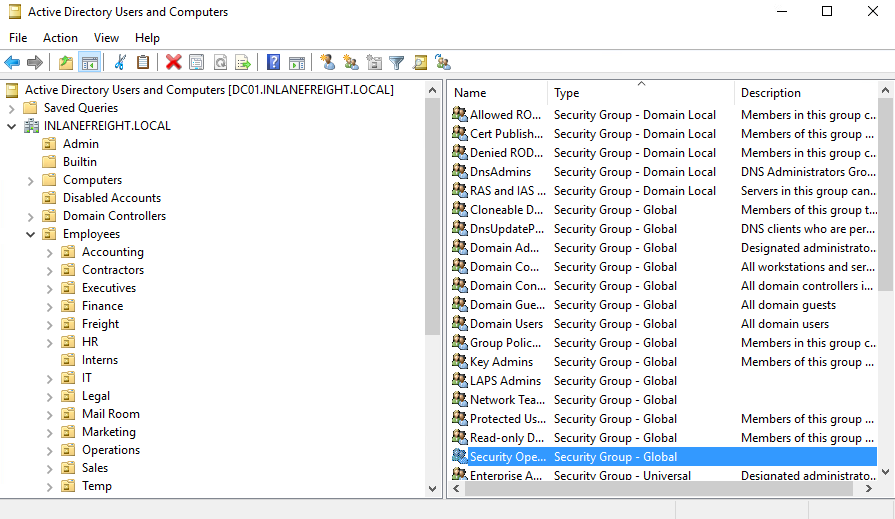 Active Directory Users and Computers
File Action View Help
Active Directory Users and Computers [DC01.INLANEFREIGHT.LOCAL]
Saved Queries
INLANEFREIGHT.LOCAL
Admin
Builtin
Computers
Disabled Accounts
Domain Controllers
Employees
Accounting
Contractors
Executives
Finance
Freight
HR
Interns
IT
Legal
Mail Room
Marketing
Operations
Sales
Temp
Name Type Description
Allowed RO... Security Group - Domain Local Members in this group c...
Cert Publish... Security Group - Domain Local Members of this group ...
Denied ROD... Security Group - Domain Local Members in this group c...
DnsAdmins Security Group - Domain Local DNS Administrators Gro...
RAS and IAS ... Security Group - Domain Local Servers in this group can...
Cloneable D... Security Group - Global Members of this group t...
DnsUpdateP... Security Group - Global DNS clients who are per...
Domain Ad... Security Group - Global Designated administrato...
Domain Co... Security Group - Global All workstations and ser...
Domain Con... Security Group - Global All domain controllers i...
Domain Gue... Security Group - Global All domain guests
Domain Users Security Group - Global All domain users
Group Polic... Security Group - Global Members in this group c...
Key Admins Security Group - Global Members of this group ...
LAPS Admins Security Group - Global
Network Tea... Security Group - Global
Protected Us... Security Group - Global Members of this group ...
Read-only D... Security Group - Global Members of this group ...
Security Ope... Security Group - Global
Enterprise A... Security Group - Universal Designated administrato...